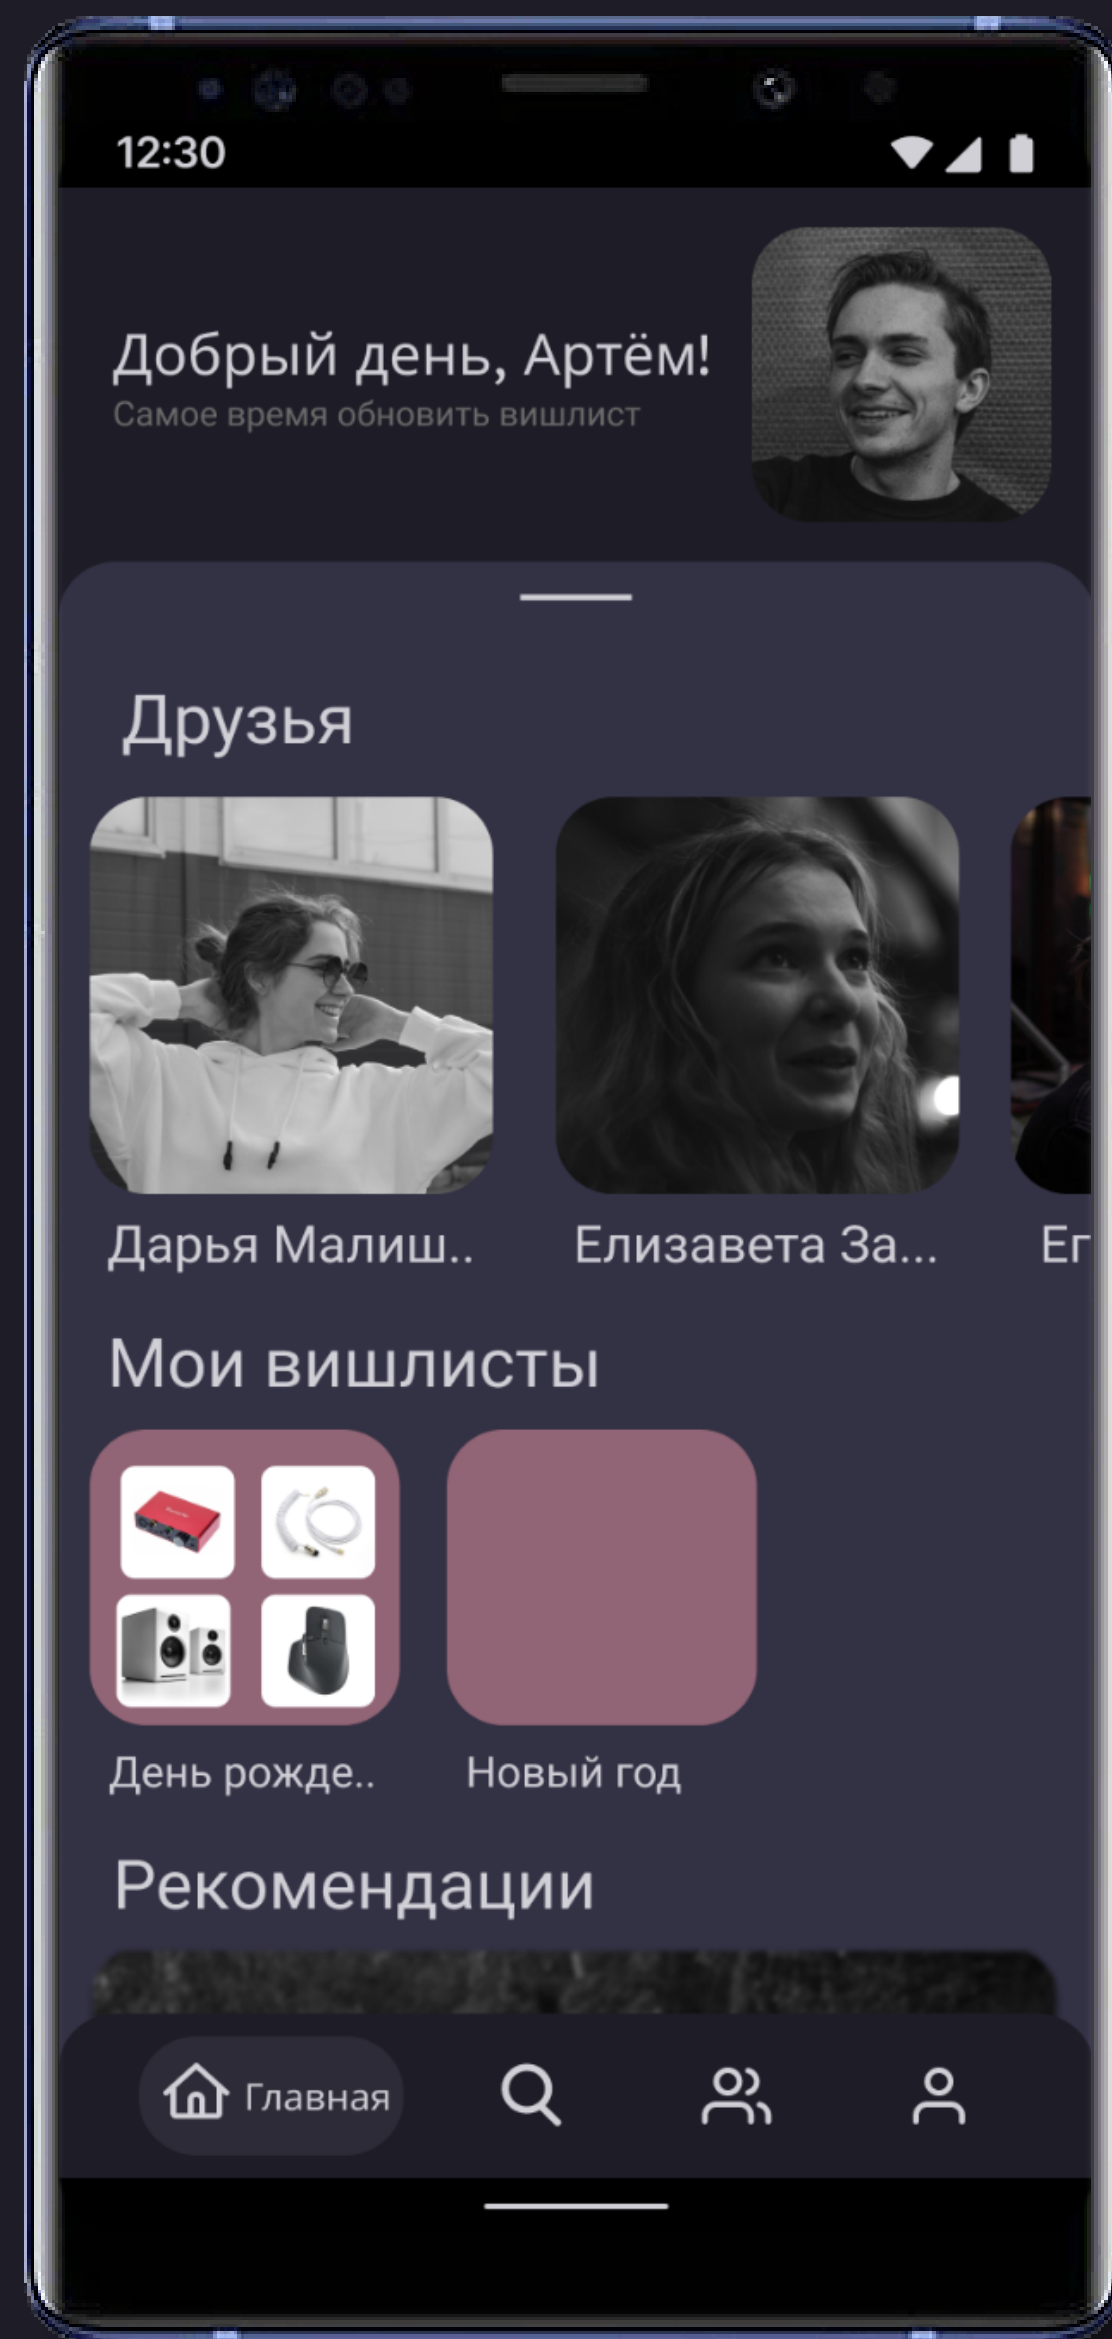 12:30
Добрый день, Артём!
Самое время обновить вишлист
Друзья
Дарья Малиш..
Елизавета За...
Ег
Мои вишлисты
День рожде..
Новый год
Рекомендации
Главная